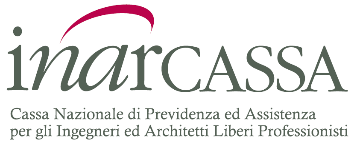 inarCASSA
Cassa Nazionale di Previdenza ed Assistenza
per gli Ingegneri ed Architetti Liberi Professionisti